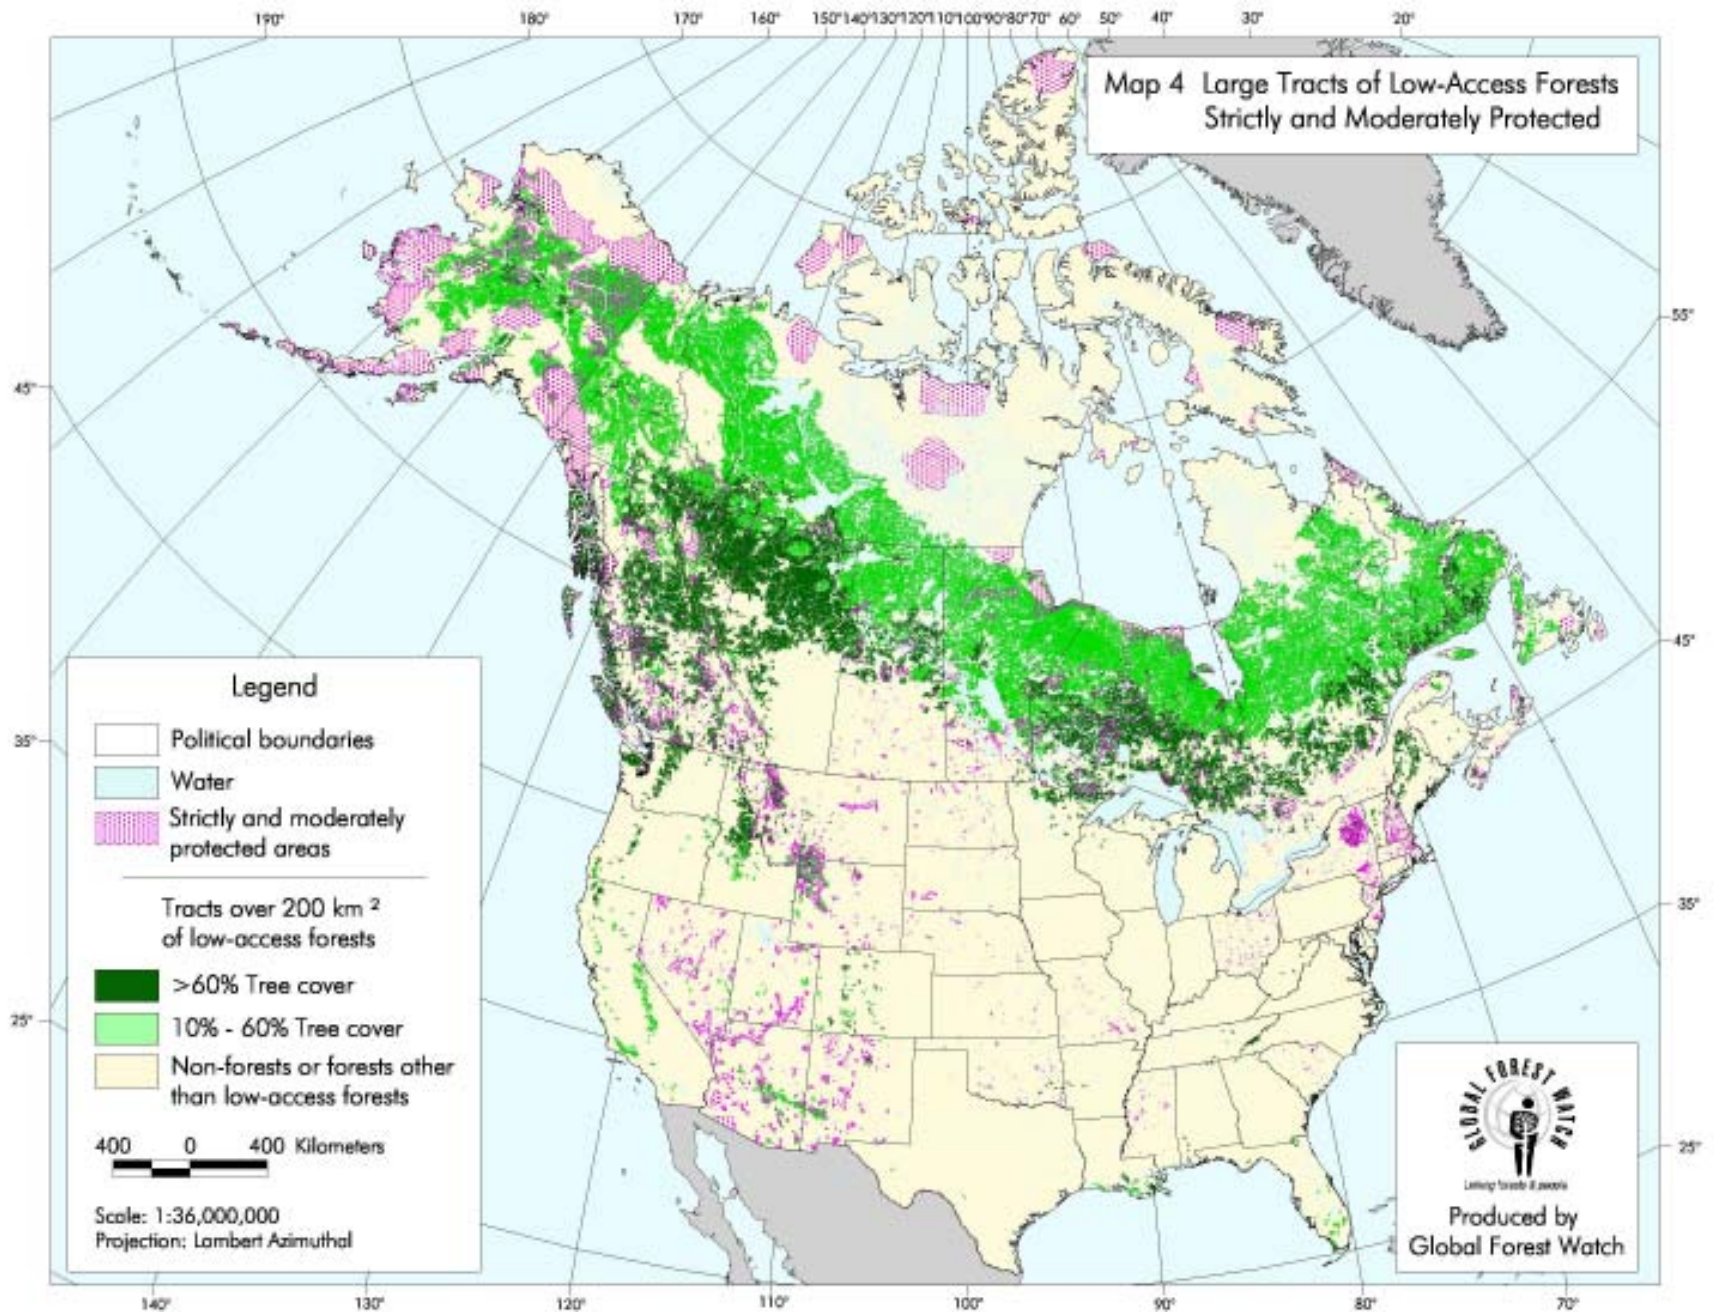 190° 180° 170° 160° 150° 140° 130° 120° 110° 100° 90° 80° 70° 60° 50° 40° 30° 20°
Map 4 Large Tracts of Low-Access Forests
Strictly and Moderately Protected
55°
45°
45°
35°
35°
25°
25°
Legend
Political boundaries
Water
Strictly and moderately
protected areas
Tracts over 200 km ²
of low-access forests
>60% Tree cover
10% - 60% Tree cover
Non-forests or forests other
than low-access forests
400 0 400 Kilometers
Scale: 1:36,000,000
Projection: Lambert Azimuthal
GLOBAL FOREST WATCH
Linking forests & people
Produced by
Global Forest Watch
140° 130° 120° 110° 100° 90° 80° 70°